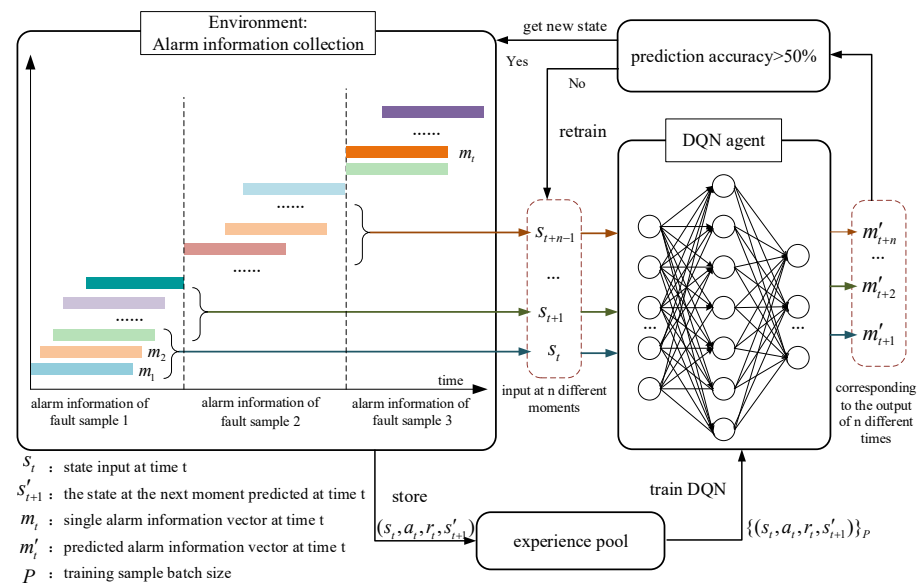 Environment:
Alarm information collection
get new state
Yes
No
prediction accuracy>50%
retrain
DQN agent
......
m_t
......
......
......
m_2
m_1
time
alarm information of
fault sample 1
alarm information of
fault sample 2
alarm information of
fault sample 3
s_{t+n-1}
...
s_{t+1}
s_t
input at n different
moments
...
...
m'_{t+n}
...
m'_{t+2}
m'_{t+1}
corresponding
to the output
of n different
times
store
(s_t, a_t, r_t, s'_{t+1})
experience pool
train DQN
{(s_t, a_t, r_t, s'_{t+1})}_P
s_t : state input at time t
s'_{t+1} : the state at the next moment predicted at time t
m_t : single alarm information vector at time t
m'_t : predicted alarm information vector at time t
P : training sample batch size